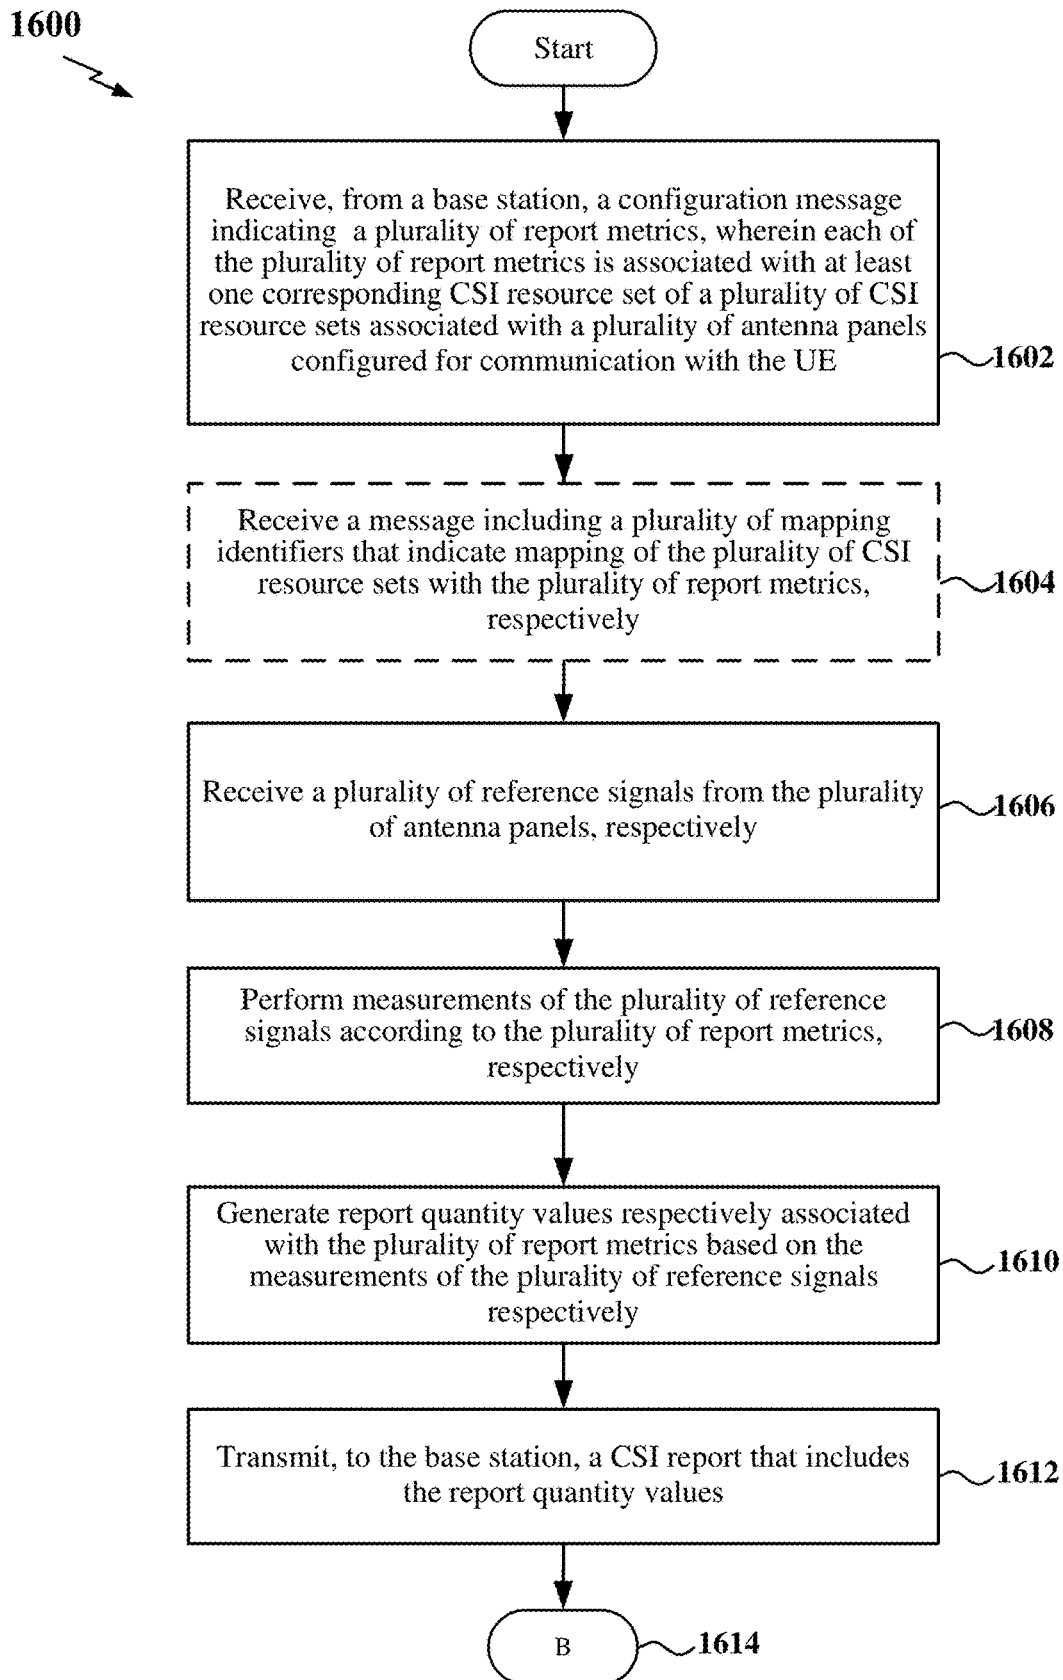 1600
Start
Receive, from a base station, a configuration message
indicating a plurality of report metrics, wherein each of
the plurality of report metrics is associated with at least
one corresponding CSI resource set of a plurality of CSI
resource sets associated with a plurality of antenna panels
configured for communication with the UE
1602
Receive a message including a plurality of mapping
identifiers that indicate mapping of the plurality of CSI
resource sets with the plurality of report metrics,
respectively
1604
Receive a plurality of reference signals from the plurality
of antenna panels, respectively
1606
Perform measurements of the plurality of reference
signals according to the plurality of report metrics,
respectively
1608
Generate report quantity values respectively associated
with the plurality of report metrics based on the
measurements of the plurality of reference signals
respectively
1610
Transmit, to the base station, a CSI report that includes
the report quantity values
1612
B
1614